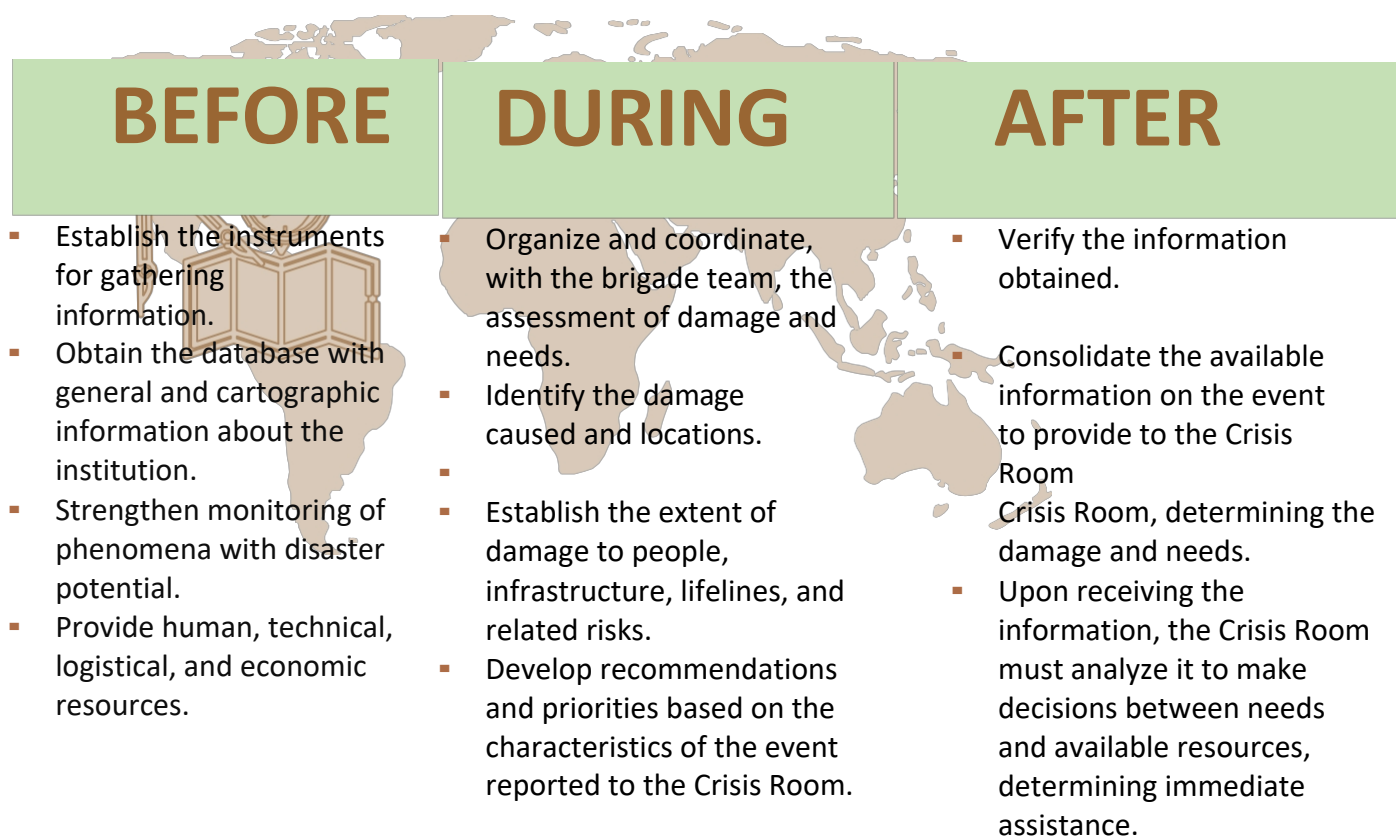 BEFORE
▪ Establish the instruments
for gathering
information.
▪ Obtain the database with
general and cartographic
information about the
institution.
▪ Strengthen monitoring of
phenomena with disaster
potential.
▪ Provide human, technical,
logistical, and economic
resources.
DURING
▪ Organize and coordinate,
with the brigade team, the
assessment of damage and
needs.
▪ Identify the damage
caused and locations.
▪
▪ Establish the extent of
damage to people,
infrastructure, lifelines, and
related risks.
▪ Develop recommendations
and priorities based on the
characteristics of the event
reported to the Crisis Room.
AFTER
▪ Verify the information
obtained.
▪ Consolidate the available
information on the event
to provide to the Crisis
Room
Crisis Room, determining the
damage and needs.
▪ Upon receiving the
information, the Crisis Room
must analyze it to make
decisions between needs
and available resources,
determining immediate
assistance.